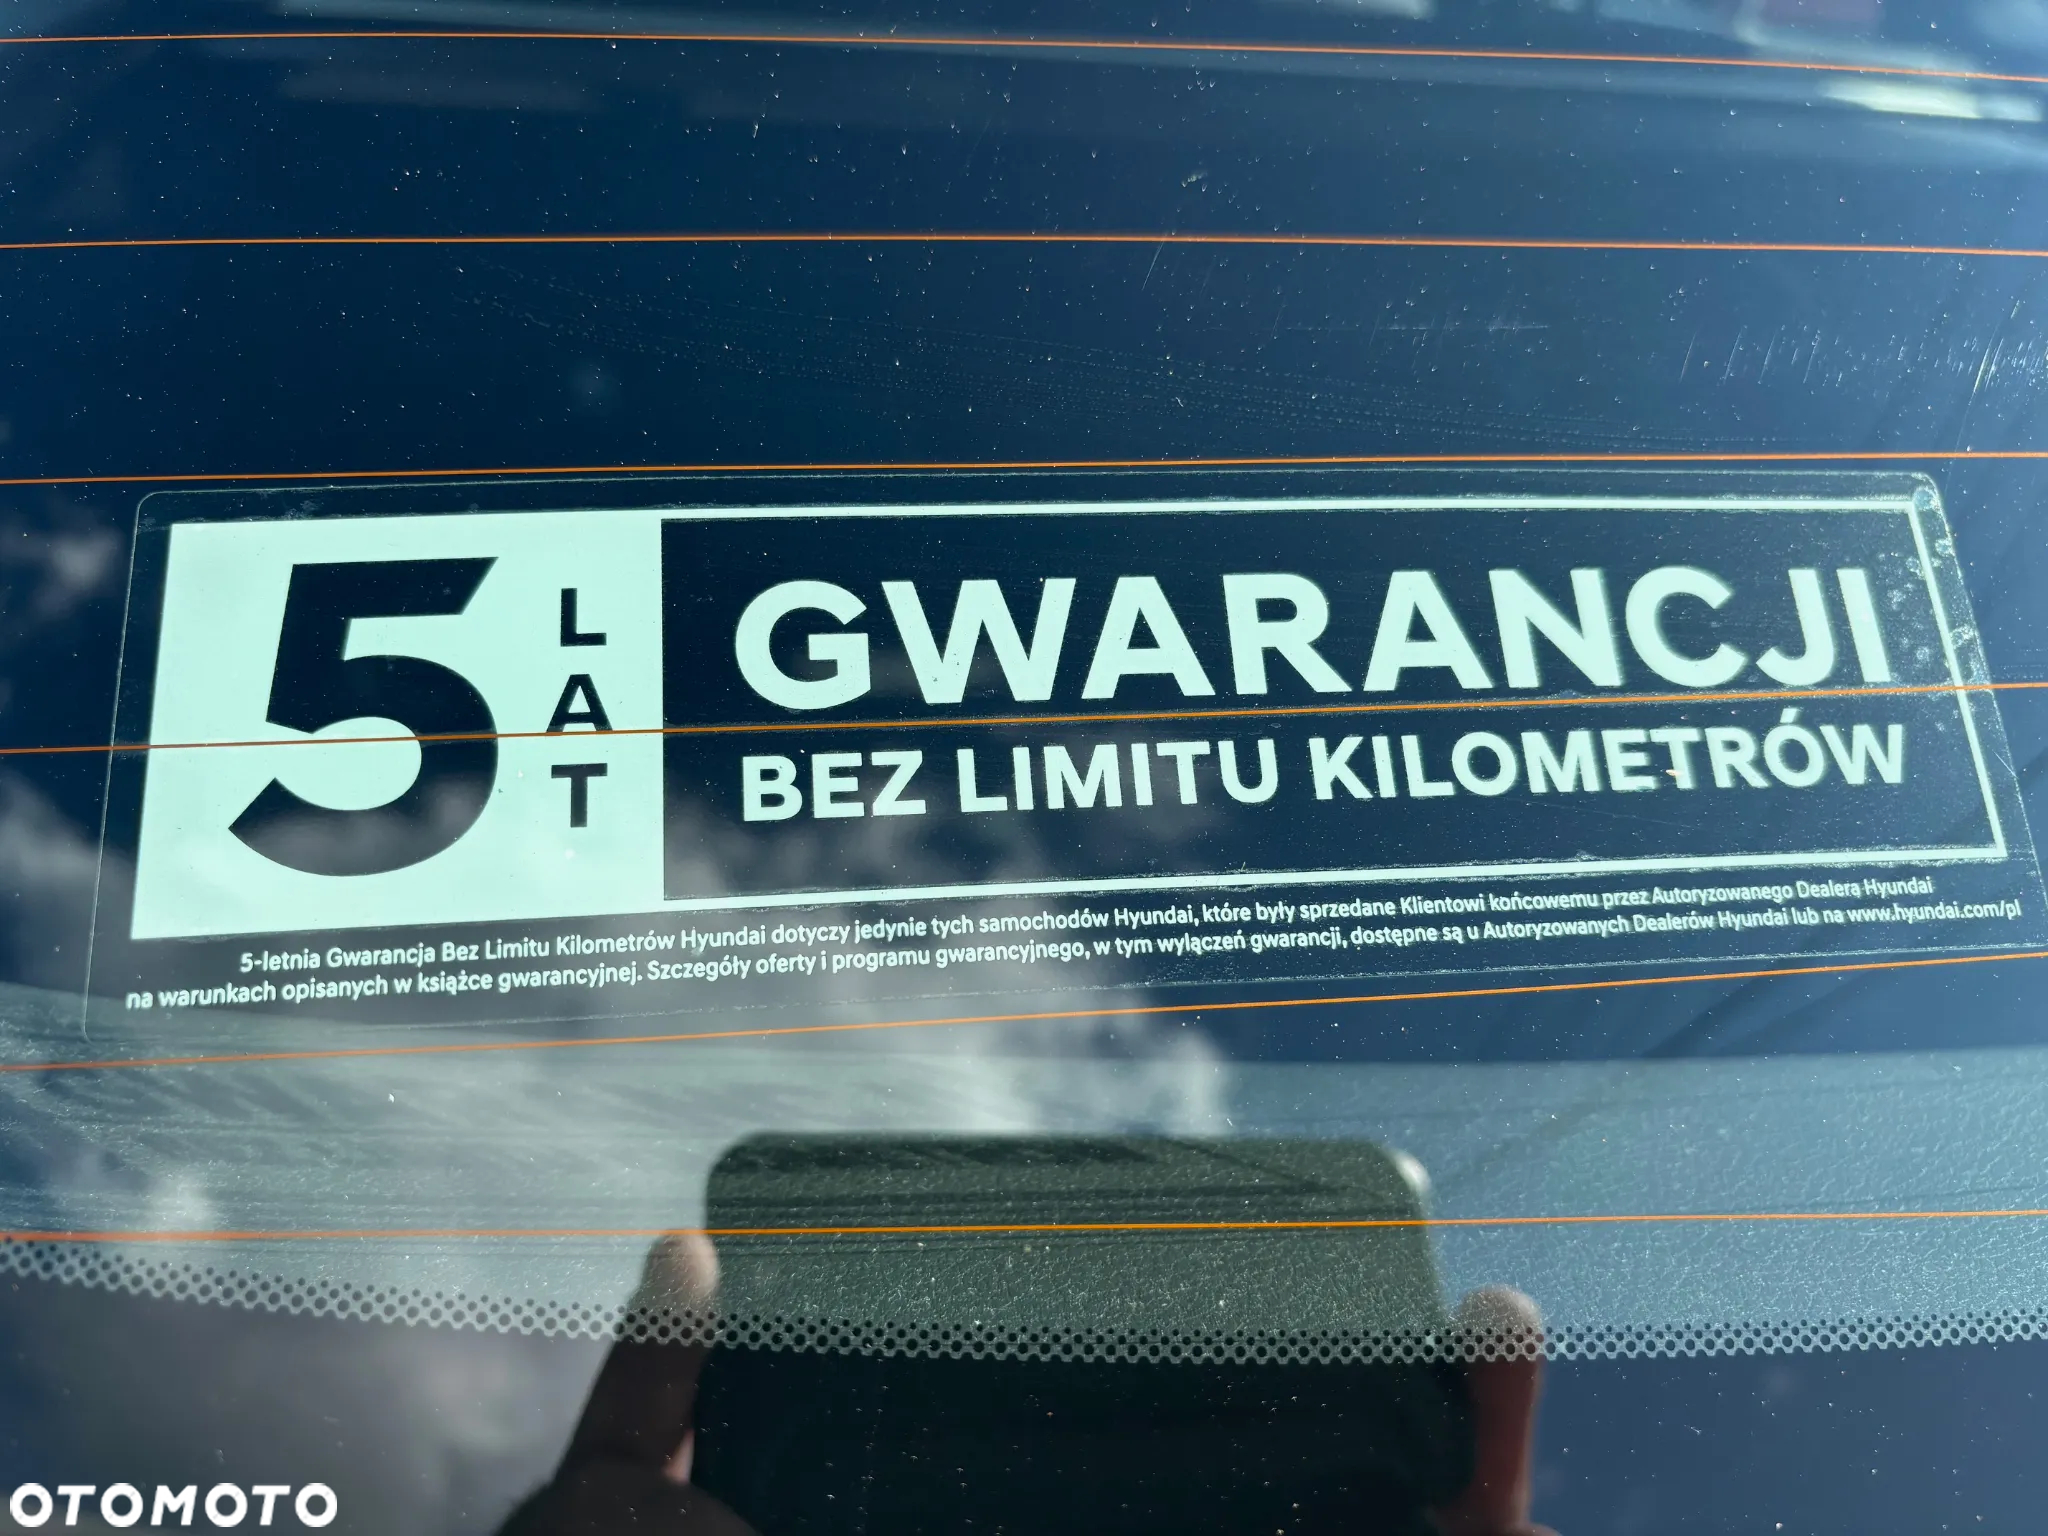 5 LAT
GWARANCJI
BEZ LIMITU KILOMETRÓW
5-letnia Gwarancja Bez Limitu Kilometrów Hyundai dotyczy jedynie tych samochodów Hyundai, które były sprzedane Klientowi końcowemu przez Autoryzowanego Dealera Hyundai
na warunkach opisanych w książce gwarancyjnej. Szczegóły oferty i programu gwarancyjnego, w tym wyłączeń gwarancji, dostępne są u Autoryzowanych Dealerów Hyundai lub na www.hyundai.com/pl
OTOMOTO